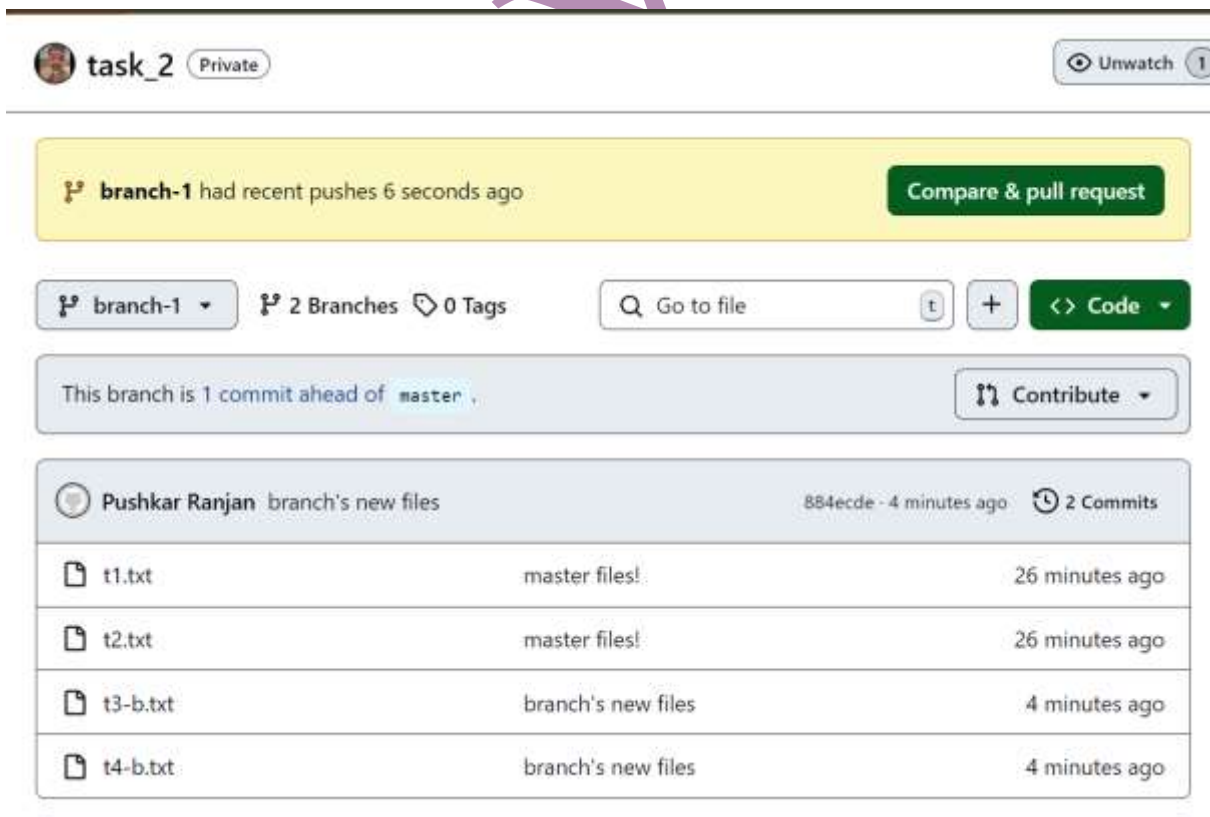 task_2 Private Unwatch 1
branch-1 had recent pushes 6 seconds ago Compare & pull request
branch-1 2 Branches 0 Tags Go to file t + <> Code
This branch is 1 commit ahead of master . Contribute
Pushkar Ranjan branch's new files 884ecde · 4 minutes ago 2 Commits
t1.txt master files! 26 minutes ago
t2.txt master files! 26 minutes ago
t3-b.txt branch's new files 4 minutes ago
t4-b.txt branch's new files 4 minutes ago